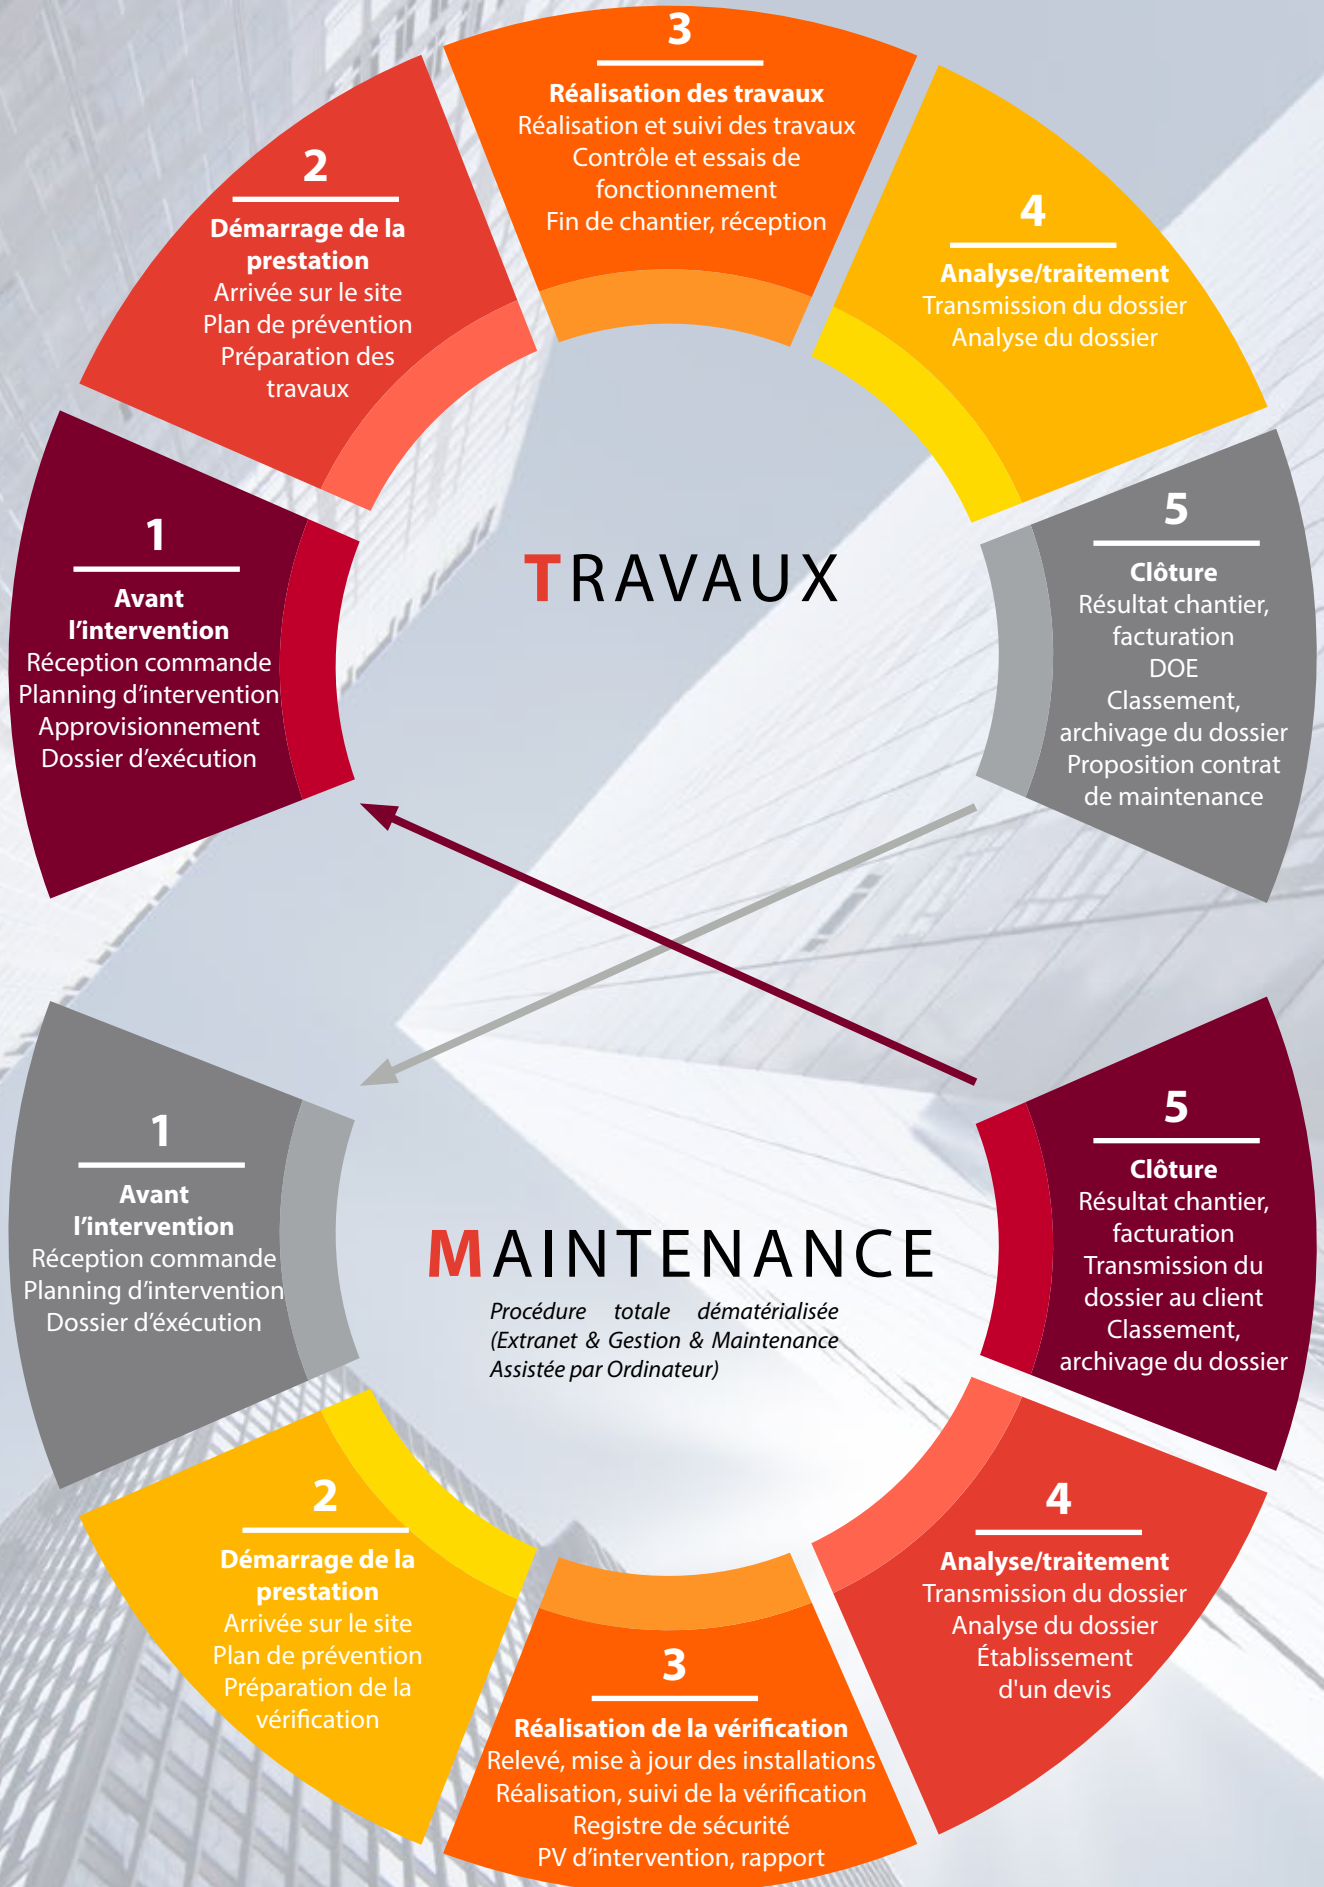 3
Réalisation des travaux
Réalisation et suivi des travaux
Contrôle et essais de
fonctionnement
Fin de chantier, réception
2
Démarrage de la
prestation
Arrivée sur le site
Plan de prévention
Préparation des
travaux
4
Analyse/traitement
Transmission du dossier
Analyse du dossier
1
Avant
l’intervention
Réception commande
Planning d’intervention
Approvisionnement
Dossier d’exécution
5
Clôture
Résultat chantier,
facturation
DOE
Classement,
archivage du dossier
Proposition contrat
de maintenance
TRAVAUX
1
Avant
l’intervention
Réception commande
Planning d’intervention
Dossier d’éxécution
MAINTENANCE
Procédure totale dématérialisée
(Extranet & Gestion & Maintenance
Assistée par Ordinateur)
5
Clôture
Résultat chantier,
facturation
Transmission du
dossier au client
Classement,
archivage du dossier
2
Démarrage de la
prestation
Arrivée sur le site
Plan de prévention
Préparation de la
vérification
3
Réalisation de la vérification
Relevé, mise à jour des installations
Réalisation, suivi de la vérification
Registre de sécurité
PV d’intervention, rapport
4
Analyse/traitement
Transmission du dossier
Analyse du dossier
Établissement
d'un devis